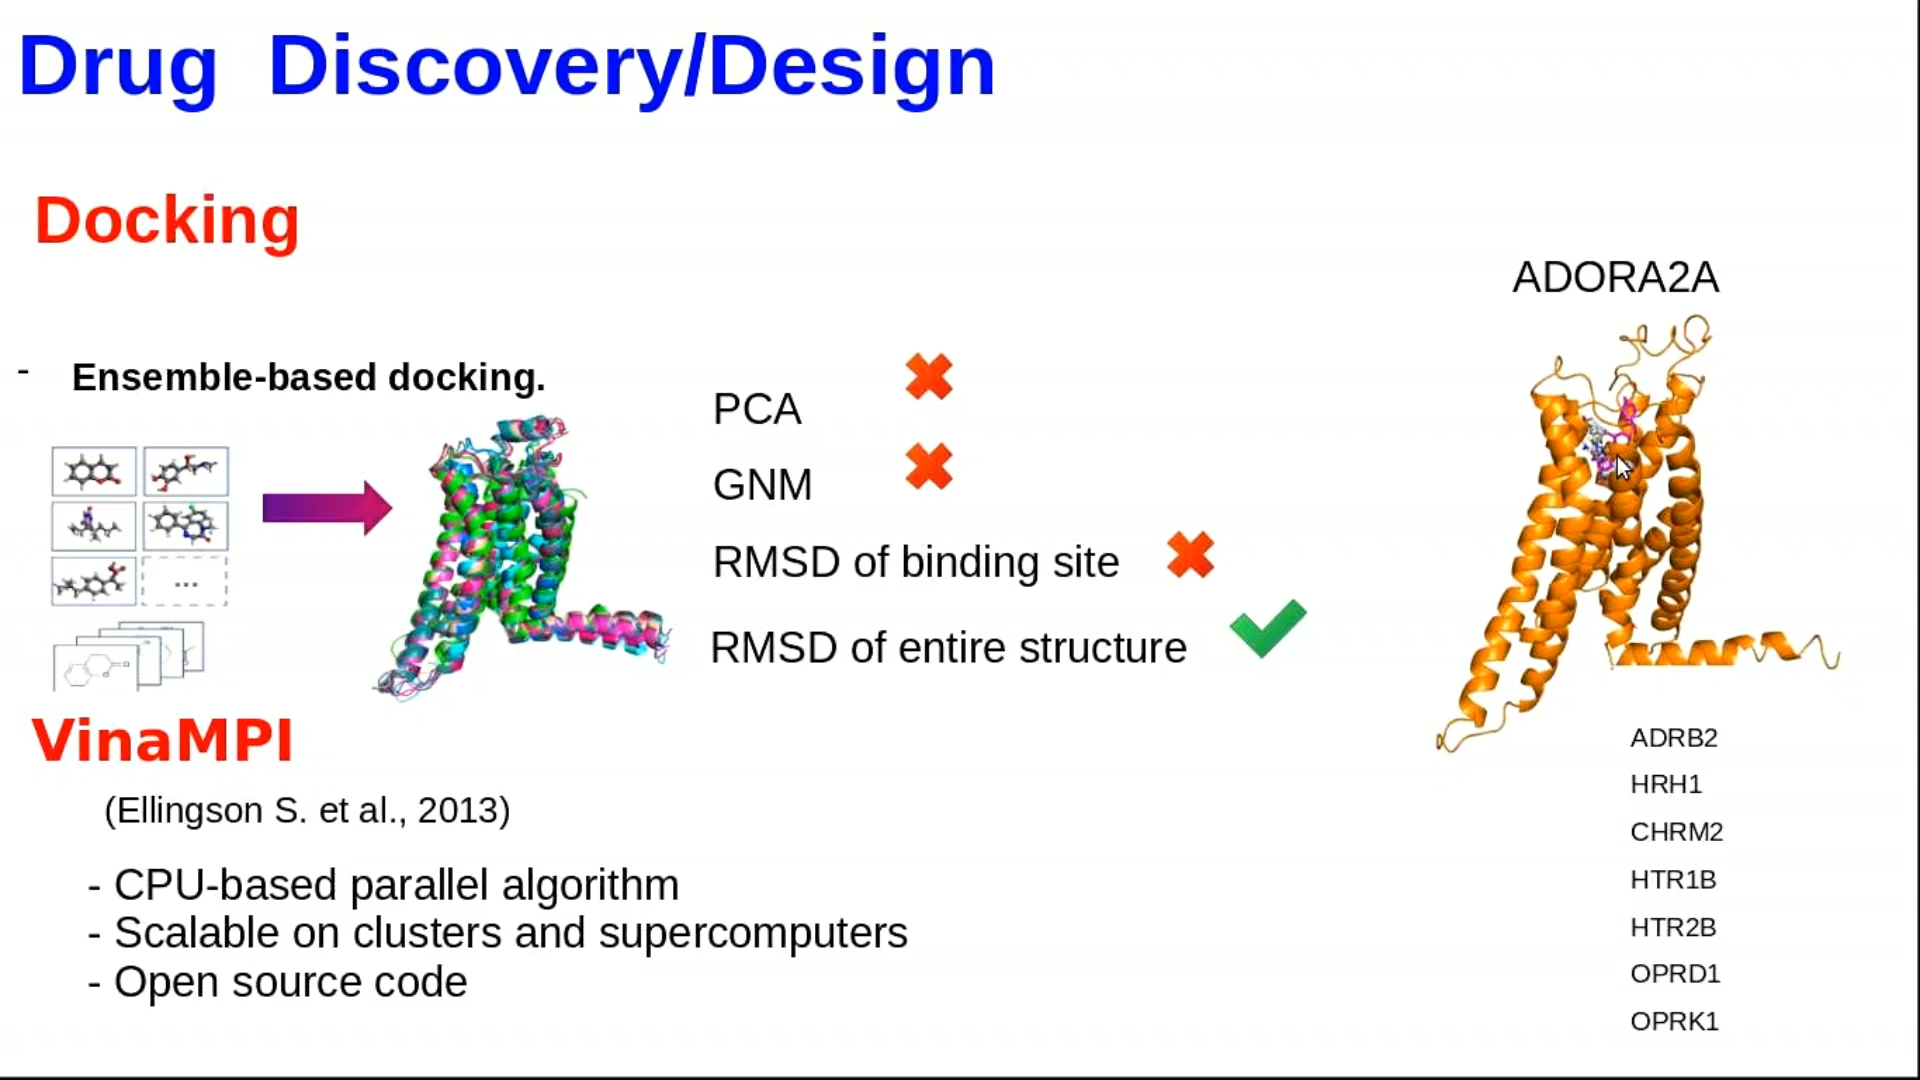 Drug Discovery/Design
Docking
- Ensemble-based docking.
PCA
GNM
RMSD of binding site
RMSD of entire structure
ADORA2A
VinaMPI
(Ellingson S. et al., 2013)
- CPU-based parallel algorithm
- Scalable on clusters and supercomputers
- Open source code
ADRB2
HRH1
CHRM2
HTR1B
HTR2B
OPRD1
OPRK1